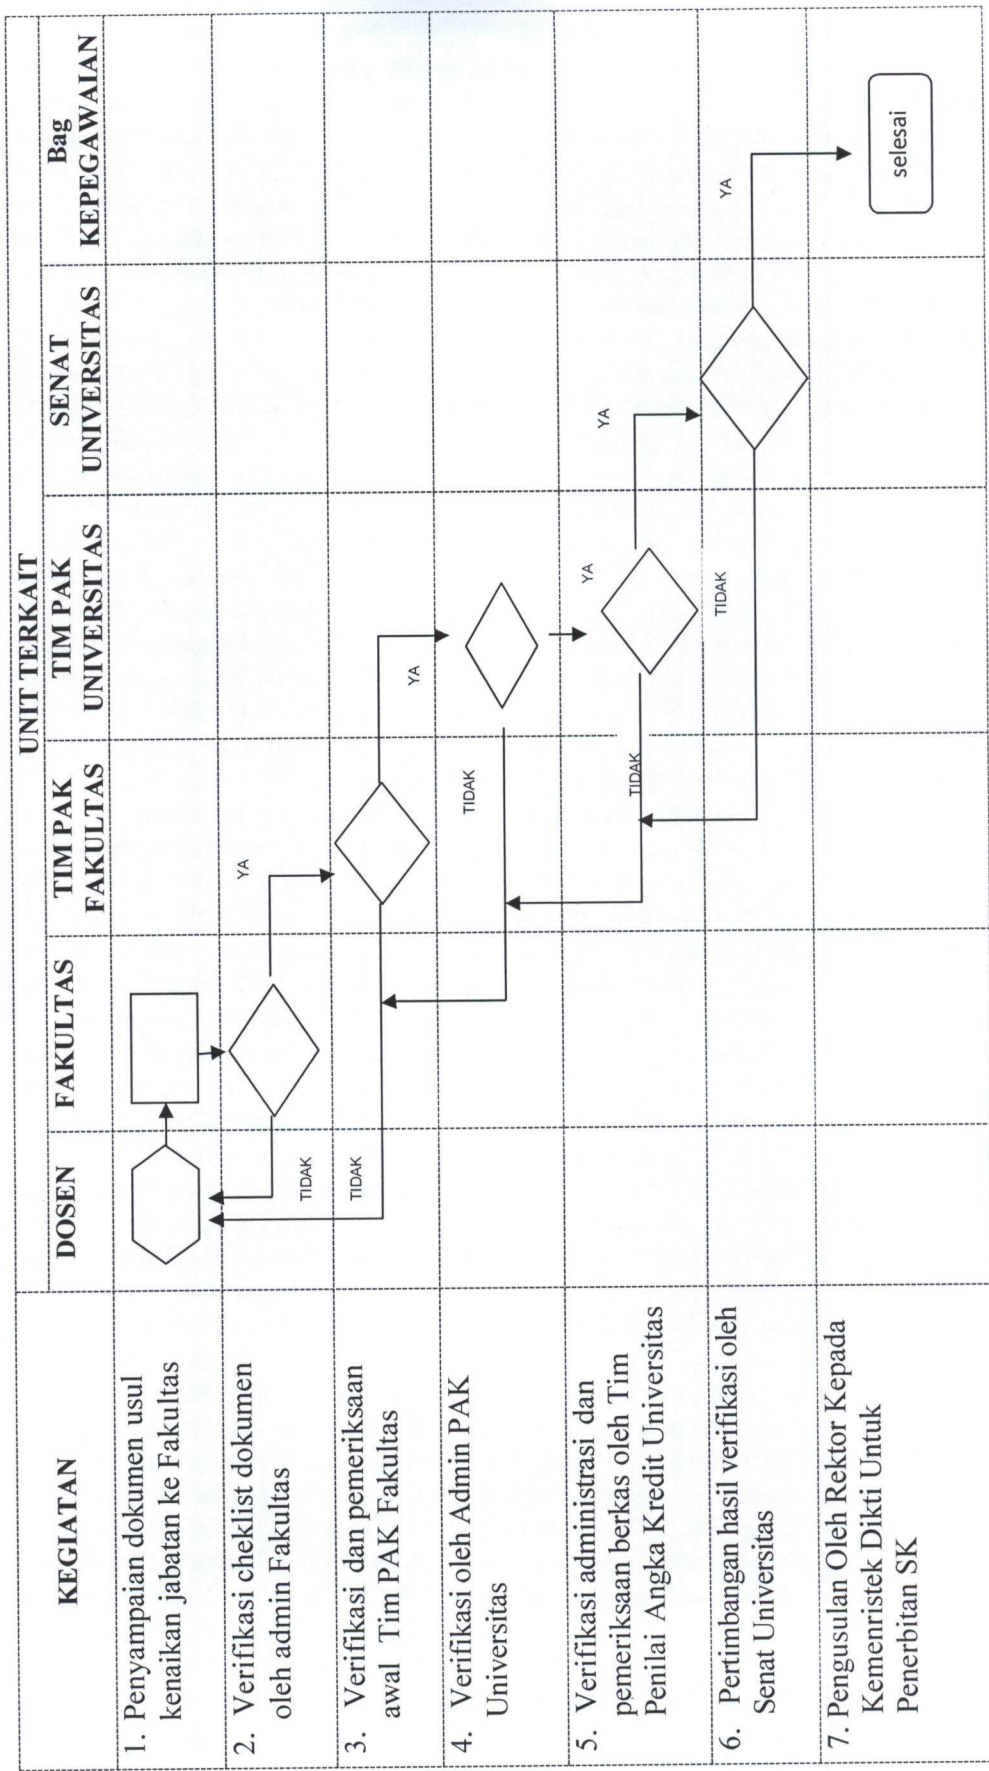 KEGIATAN
UNIT TERKAIT
DOSEN
FAKULTAS
TIM PAK
FAKULTAS
TIM PAK
UNIVERSITAS
SENAT
UNIVERSITAS
Bag
KEPEGAWAIAN
1. Penyampaian dokumen usul
kenaikan jabatan ke Fakultas
2. Verifikasi cheklist dokumen
oleh admin Fakultas
TIDAK
YA
3. Verifikasi dan pemeriksaan
awal Tim PAK Fakultas
TIDAK
YA
4. Verifikasi oleh Admin PAK
Universitas
TIDAK
YA
5. Verifikasi administrasi dan
pemeriksaan berkas oleh Tim
Penilai Angka Kredit Universitas
TIDAK
YA
6. Pertimbangan hasil verifikasi oleh
Senat Universitas
TIDAK
YA
7. Pengusulan Oleh Rektor Kepada
Kemenristek Dikti Untuk
Penerbitan SK
selesai